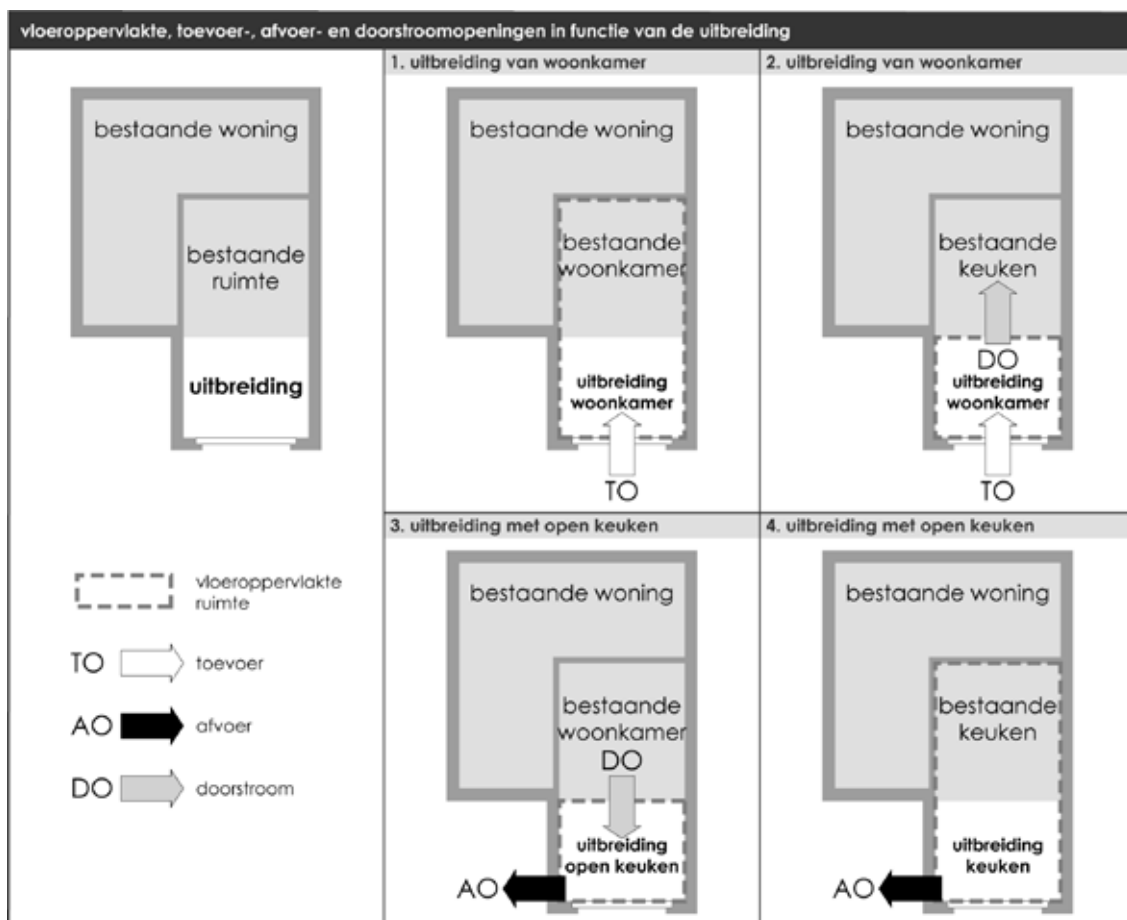 vloeroppervlakte, toevoer-, afvoer- en doorstroomopeningen in functie van de uitbreiding
bestaande woning
bestaande
ruimte
uitbreiding
1. uitbreiding van woonkamer
bestaande woning
bestaande
woonkamer
uitbreiding
woonkamer
TO
2. uitbreiding van woonkamer
bestaande woning
bestaande
keuken
DO
uitbreiding
woonkamer
TO
vloeroppervlakte
ruimte
TO toevoer
AO afvoer
DO doorstroom
3. uitbreiding met open keuken
bestaande woning
bestaande
woonkamer
DO
uitbreiding
open keuken
AO
4. uitbreiding met open keuken
bestaande woning
bestaande
keuken
uitbreiding
keuken
AO